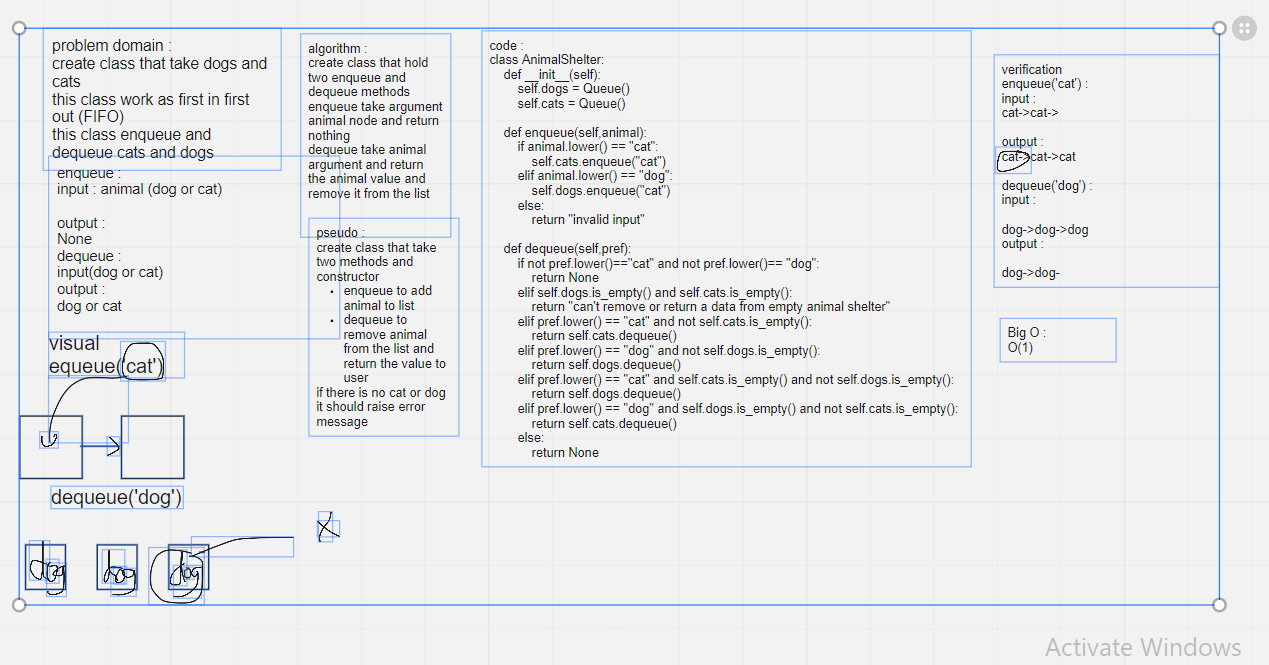 problem domain :
create class that take dogs and
cats
this class work as first in first
out (FIFO)
this class enqueue and
dequeue cats and dogs
enqueue :
input : animal (dog or cat)
output :
None
dequeue :
input(dog or cat)
output :
dog or cat
visual
equeue('cat')
dequeue('dog')
dog
dog
dog
algorithm :
create class that hold
two enqueue and
dequeue methods
enqueue take argument
animal node and return
nothing
dequeue take animal
argument and return
the animal value and
remove it from the list
pseudo :
create class that take
two methods and
constructor
• enqueue to add
animal to list
• dequeue to
remove animal
from the list and
return the value to
user
if there is no cat or dog
it should raise error
message
code :
class AnimalShelter:
    def __init__(self):
        self.dogs = Queue()
        self.cats = Queue()
    def enqueue(self,animal):
        if animal.lower() == "cat":
            self.cats.enqueue("cat")
        elif animal.lower() == "dog":
            self.dogs.enqueue("cat")
        else:
            return "invalid input"
    def dequeue(self,pref):
        if not pref.lower()=="cat" and not pref.lower()== "dog":
            return None
        elif self.dogs.is_empty() and self.cats.is_empty():
            return "can't remove or return a data from empty animal shelter"
        elif pref.lower() == "cat" and not self.cats.is_empty():
            return self.cats.dequeue()
        elif pref.lower() == "dog" and not self.dogs.is_empty():
            return self.dogs.dequeue()
        elif pref.lower() == "cat" and self.cats.is_empty() and not self.dogs.is_empty():
            return self.dogs.dequeue()
        elif pref.lower() == "dog" and self.dogs.is_empty() and not self.cats.is_empty():
            return self.cats.dequeue()
        else:
            return None
verification
enqueue('cat') :
input :
cat->cat->
output :
cat->cat->cat
dequeue('dog') :
input :
dog->dog->dog
output :
dog->dog-
Big O :
O(1)
Activate Windows